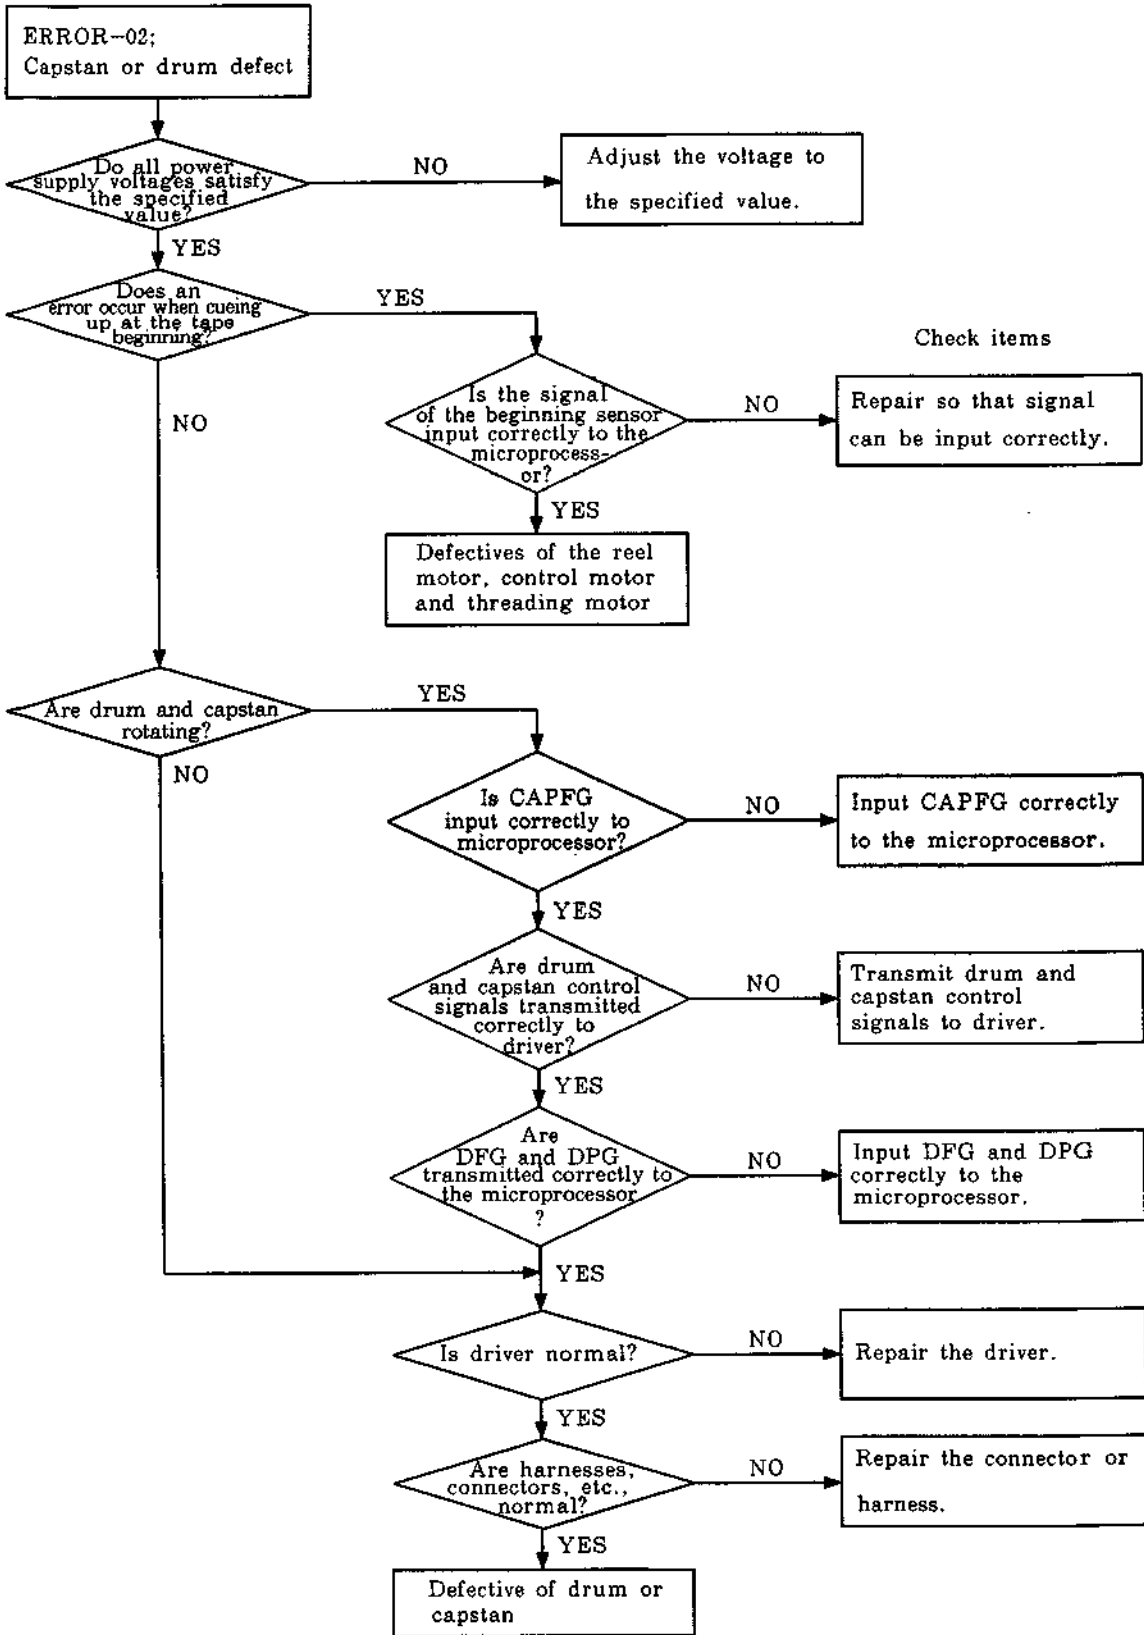 ERROR-02;
Capstan or drum defect
Do all power
supply voltages satisfy
the specified
value?
NO
Adjust the voltage to
the specified value.
YES
Does an
error occur when cueing
up at the tape
beginning?
YES
NO
Check items
Is the signal
of the beginning sensor
input correctly to the
microprocess-
or?
NO
Repair so that signal
can be input correctly.
YES
Defectives of the reel
motor, control motor
and threading motor
Are drum and capstan
rotating?
YES
NO
Is CAPFG
input correctly to
microprocessor?
NO
Input CAPFG correctly
to the microprocessor.
YES
Are drum
and capstan control
signals transmitted
correctly to
driver?
NO
Transmit drum and
capstan control
signals to driver.
YES
Are
DFG and DPG
transmitted correctly to
the microprocessor
?
NO
Input DFG and DPG
correctly to the
microprocessor.
YES
Is driver normal?
NO
Repair the driver.
YES
Are harnesses,
connectors, etc.,
normal?
NO
Repair the connector or
harness.
YES
Defective of drum or
capstan